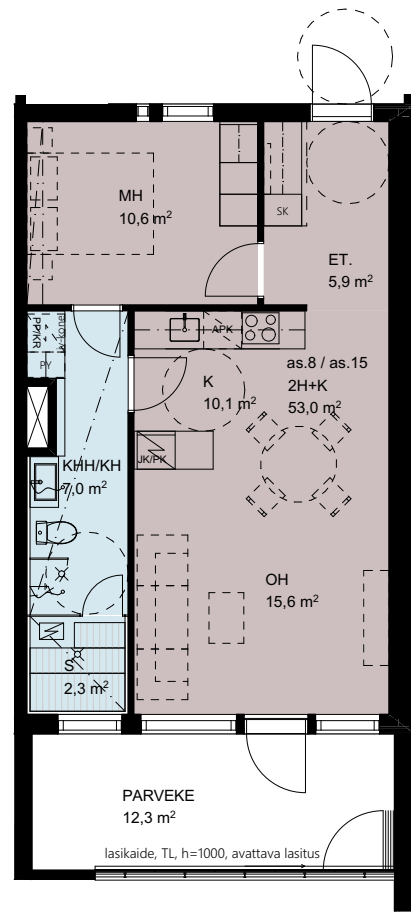 MH
10,6 m²
SK
ET.
5,9 m²
PP/KR
PY
APK
as.8 / as.15
2H+K
53,0 m²
K
10,1 m²
JK/PK
KHH/KH
7,0 m²
OH
15,6 m²
S
2,3 m²
PARVEKE
12,3 m²
lasikaide, TL, h=1000, avattava lasitus